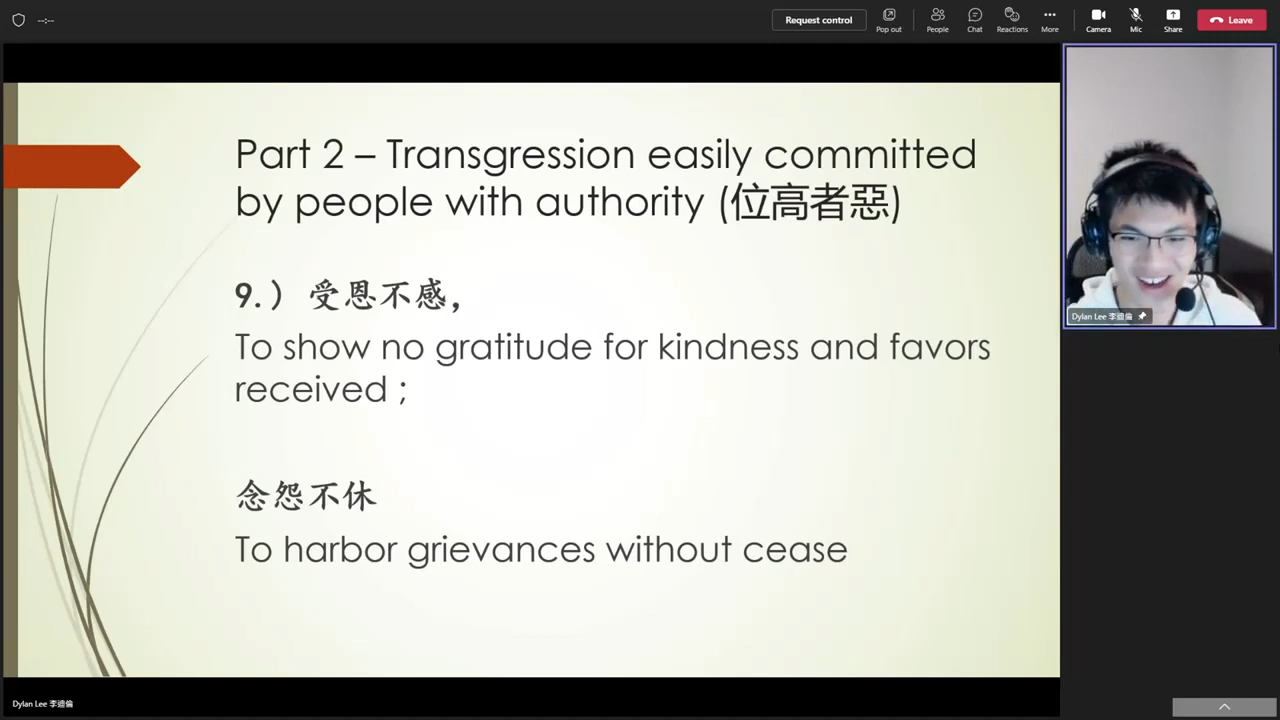 --:--
Request control
Pop out
People
Chat
Reactions
More
Camera
Mic
Share
Leave
Part 2 – Transgression easily committed
by people with authority (位高者惡)
9.） 受恩不感，
To show no gratitude for kindness and favors
received ;
念怨不休
To harbor grievances without cease
Dylan Lee 李迪倫
Dylan Lee 李迪倫